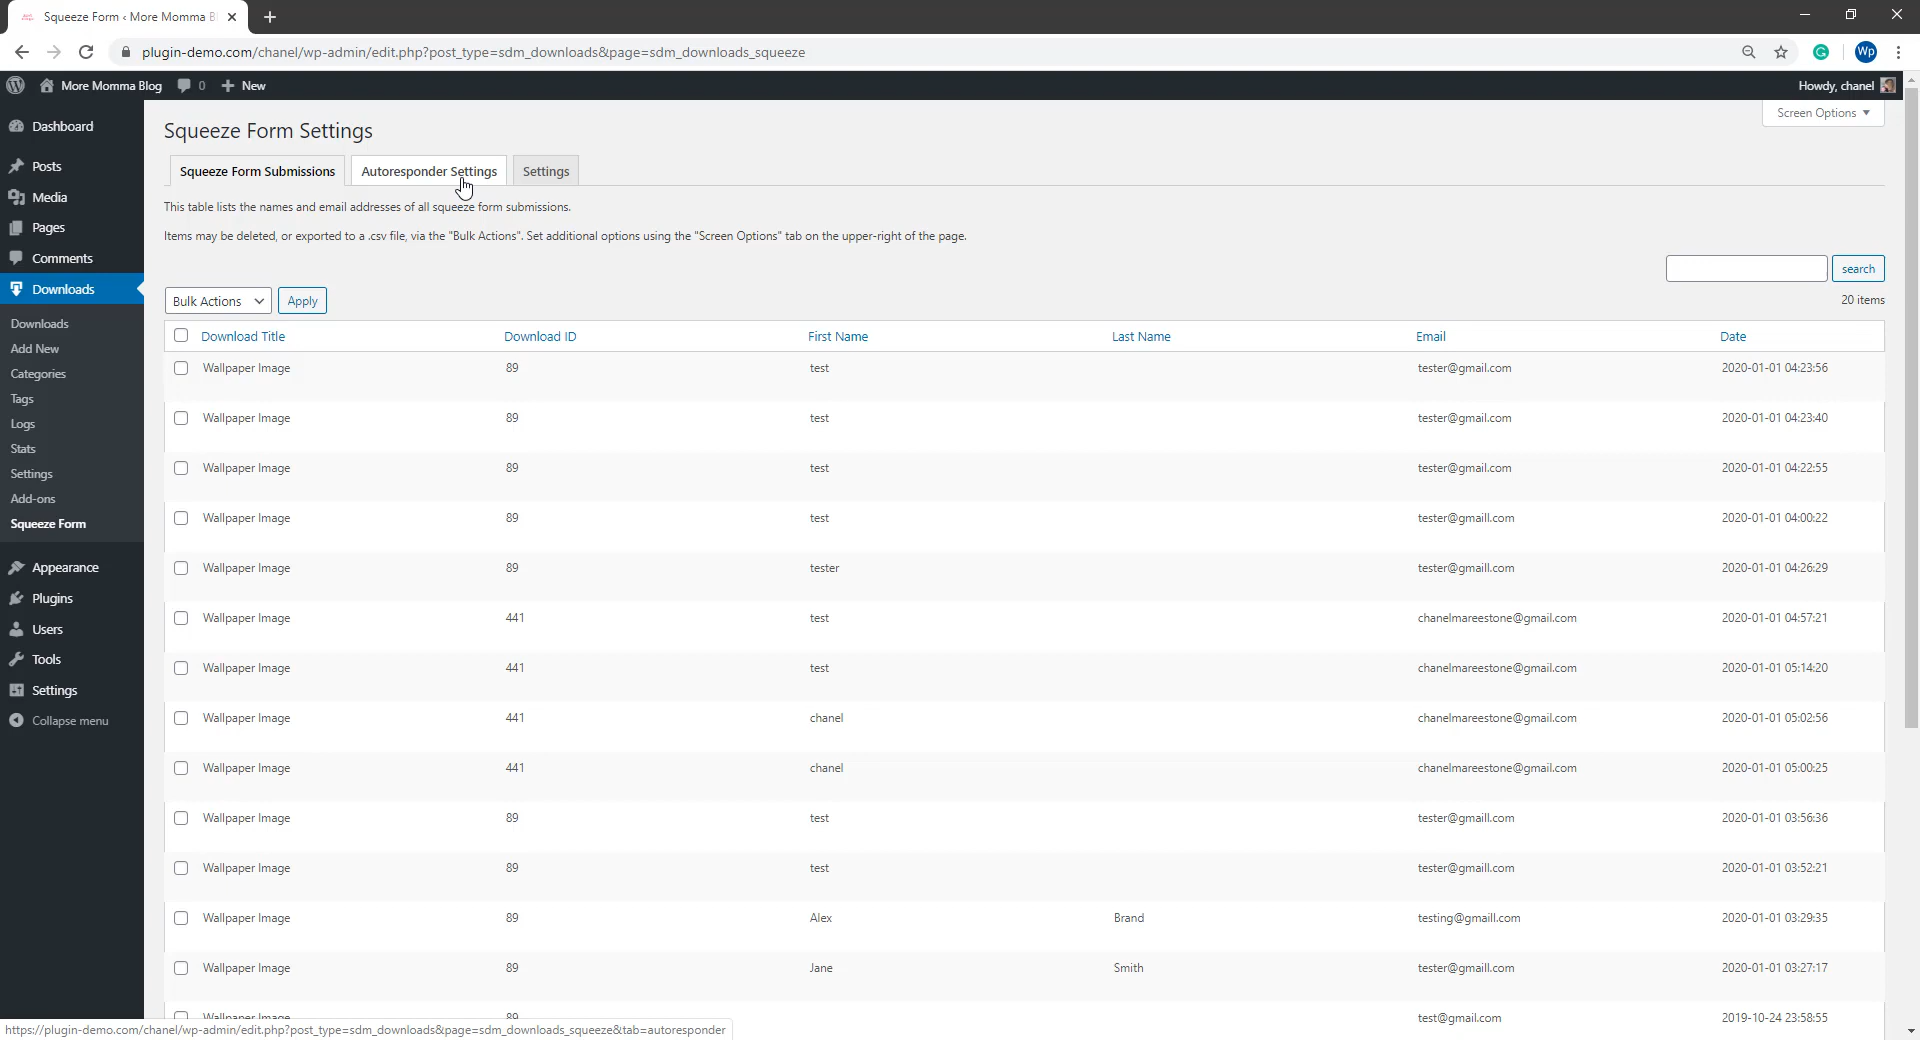 Squeeze Form ‹ More Momma B
plugin-demo.com/chanel/wp-admin/edit.php?post_type=sdm_downloads&page=sdm_downloads_squeeze
Wp
More Momma Blog
0
New
Howdy, chanel
Screen Options
Dashboard
Posts
Media
Pages
Comments
Downloads
Downloads
Add New
Categories
Tags
Logs
Stats
Settings
Add-ons
Squeeze Form
Appearance
Plugins
Users
Tools
Settings
Collapse menu
Squeeze Form Settings
Squeeze Form Submissions
Autoresponder Settings
Settings
This table lists the names and email addresses of all squeeze form submissions.
Items may be deleted, or exported to a .csv file, via the "Bulk Actions". Set additional options using the "Screen Options" tab on the upper-right of the page.
search
Bulk Actions
Apply
20 items
Download Title Download ID First Name Last Name Email Date
Wallpaper Image 89 test tester@gmail.com 2020-01-01 04:23:56
Wallpaper Image 89 test tester@gmail.com 2020-01-01 04:23:40
Wallpaper Image 89 test tester@gmail.com 2020-01-01 04:22:55
Wallpaper Image 89 test tester@gmaill.com 2020-01-01 04:00:22
Wallpaper Image 89 tester tester@gmaill.com 2020-01-01 04:26:29
Wallpaper Image 441 test chanelmareestone@gmail.com 2020-01-01 04:57:21
Wallpaper Image 441 test chanelmareestone@gmail.com 2020-01-01 05:14:20
Wallpaper Image 441 chanel chanelmareestone@gmail.com 2020-01-01 05:02:56
Wallpaper Image 441 chanel chanelmareestone@gmail.com 2020-01-01 05:00:25
Wallpaper Image 89 test tester@gmaill.com 2020-01-01 03:56:36
Wallpaper Image 89 test tester@gmaill.com 2020-01-01 03:52:21
Wallpaper Image 89 Alex Brand testing@gmaill.com 2020-01-01 03:29:35
Wallpaper Image 89 Jane Smith tester@gmaill.com 2020-01-01 03:27:17
Wallpaper Image 89 test@gmail.com 2019-10-24 23:58:55
https://plugin-demo.com/chanel/wp-admin/edit.php?post_type=sdm_downloads&page=sdm_downloads_squeeze&tab=autoresponder